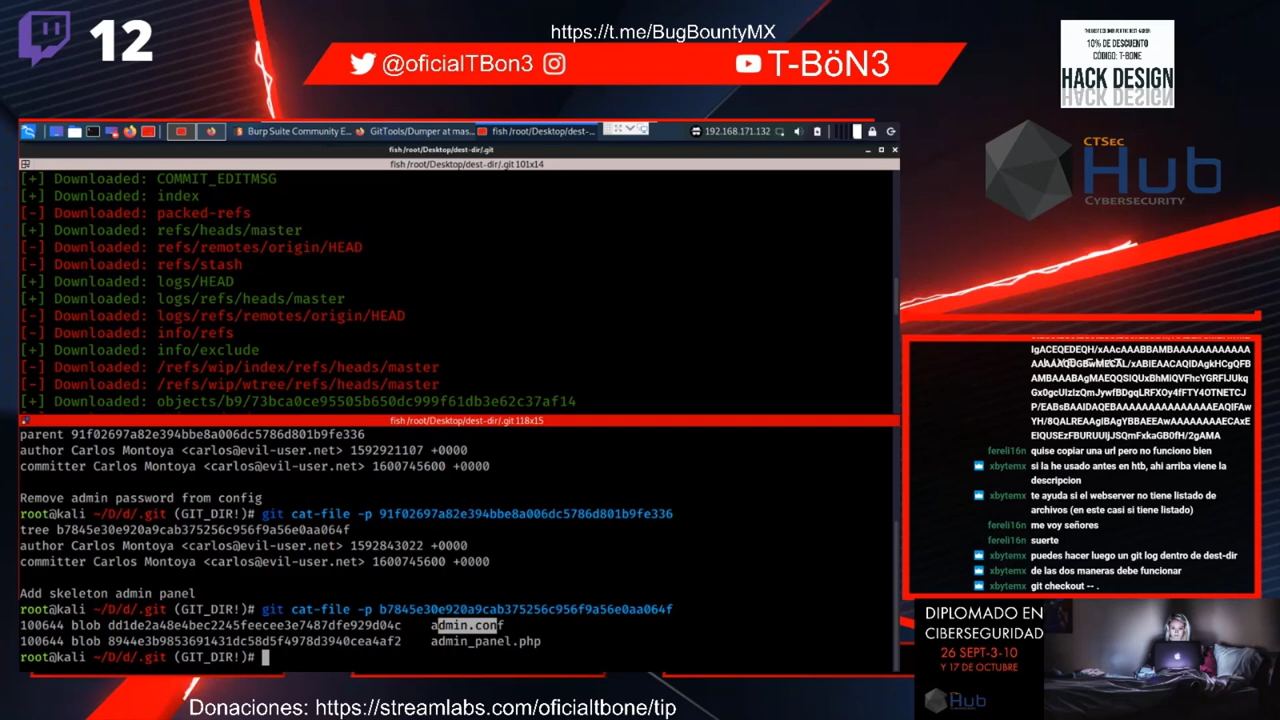 12
https://t.me/BugBountyMX
@oficialTBon3
T-BöN3
10% DE DESCUENTO
CÓDIGO: T-BONE
HACK DESIGN
CTSec
Hub
CYBERSECURITY
Burp Suite Community E...
GitTools/Dumper at mas...
fish /root/Desktop/dest-...
192.168.171.132
fish /root/Desktop/dest-dir/.git
fish /root/Desktop/dest-dir/.git 101x14
[+] Downloaded: COMMIT_EDITMSG
[+] Downloaded: index
[-] Downloaded: packed-refs
[+] Downloaded: refs/heads/master
[-] Downloaded: refs/remotes/origin/HEAD
[-] Downloaded: refs/stash
[+] Downloaded: logs/HEAD
[+] Downloaded: logs/refs/heads/master
[-] Downloaded: logs/refs/remotes/origin/HEAD
[-] Downloaded: info/refs
[+] Downloaded: info/exclude
[-] Downloaded: /refs/wip/index/refs/heads/master
[-] Downloaded: /refs/wip/wtree/refs/heads/master
[+] Downloaded: objects/b9/73bca0ce95505b650dc999f61db3e62c37af14
fish /root/Desktop/dest-dir/.git 118x15
parent 91f02697a82e394bbe8a006dc5786d801b9fe336
author Carlos Montoya <carlos@evil-user.net> 1592921107 +0000
committer Carlos Montoya <carlos@evil-user.net> 1600745600 +0000
Remove admin password from config
root@kali ~/D/d/.git (GIT_DIR!)# git cat-file -p 91f02697a82e394bbe8a006dc5786d801b9fe336
tree b7845e30e920a9cab375256c956f9a56e0aa064f
author Carlos Montoya <carlos@evil-user.net> 1592843022 +0000
committer Carlos Montoya <carlos@evil-user.net> 1600745600 +0000
Add skeleton admin panel
root@kali ~/D/d/.git (GIT_DIR!)# git cat-file -p b7845e30e920a9cab375256c956f9a56e0aa064f
100644 blob dd1de2a48e4bec2245feecee3e7487dfe929d04c admin.conf
100644 blob 8944e3b9853691431dc58d5f4978d3940cea4af2 admin_panel.php
root@kali ~/D/d/.git (GIT_DIR!)#
fereli16n quise copiar una url pero no funciono bien
xbytemx si la he usado antes en htb, ahi arriba viene la
descripcion
xbytemx te ayuda si el webserver no tiene listado de
archivos (en este casi si tiene listado)
fereli16n me voy señores
fereli16n suerte
xbytemx puedes hacer luego un git log dentro de dest-dir
xbytemx de las dos maneras debe funcionar
xbytemx git checkout -- .
DIPLOMADO EN
CIBERSEGURIDAD
26 SEPT-3-10
Y 17 DE OCTUBRE
Hub
Donaciones: https://streamlabs.com/oficialtbone/tip